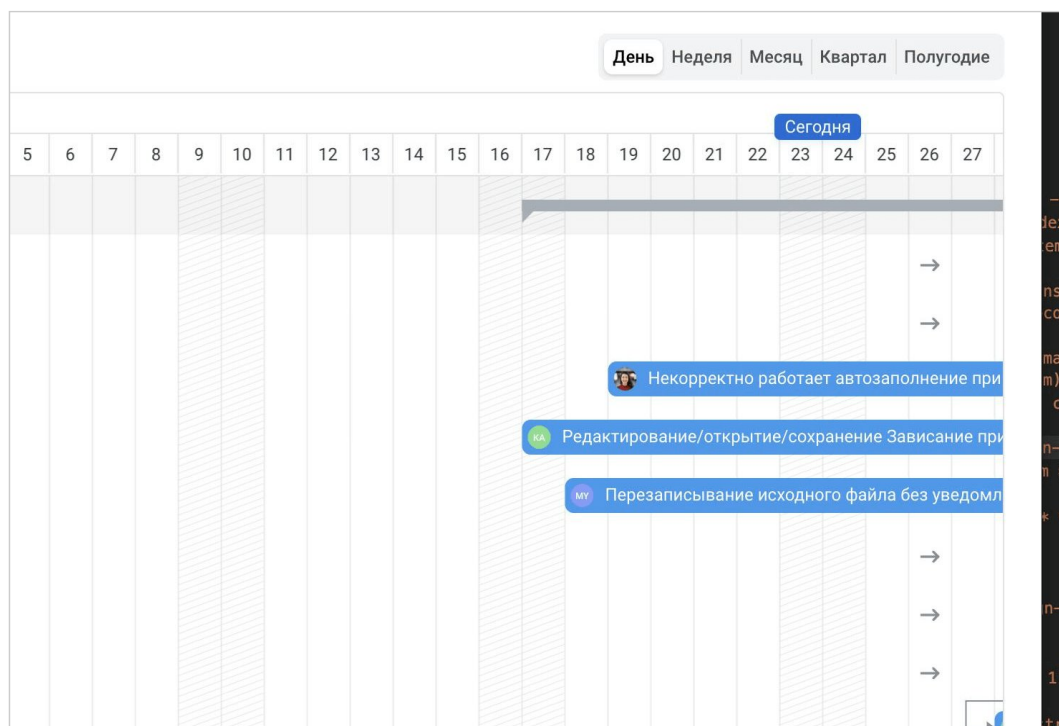 День Неделя Месяц Квартал Полугодие
Сегодня
5 6 7 8 9 10 11 12 13 14 15 16 17 18 19 20 21 22 23 24 25 26 27
Некорректно работает автозаполнение при
KA Редактирование/открытие/сохранение Зависание при
MY Перезаписывание исходного файла без уведомл